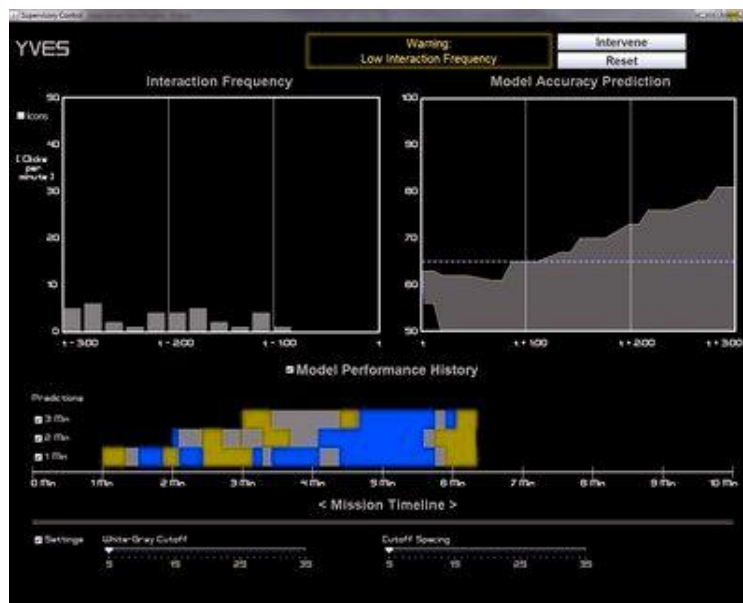 Supervisory Control
YVES
Warning:
Low Interaction Frequency
Intervene
Reset
Interaction Frequency
Model Accuracy Prediction
Icons
[ Clicks
per
minute ]
50
40
30
20
10
0
t - 300
t - 200
t - 100
t
100
90
80
70
60
50
t
t + 100
t + 200
t + 300
Model Performance History
Predictions
3 Min
2 Min
1 Min
0 Min 1 Min 2 Min 3 Min 4 Min 5 Min 6 Min 7 Min 8 Min 9 Min 10 Min
< Mission Timeline >
Settings
White-Gray Cutoff
5 15 25 35
Cutoff Spacing
5 15 25 35